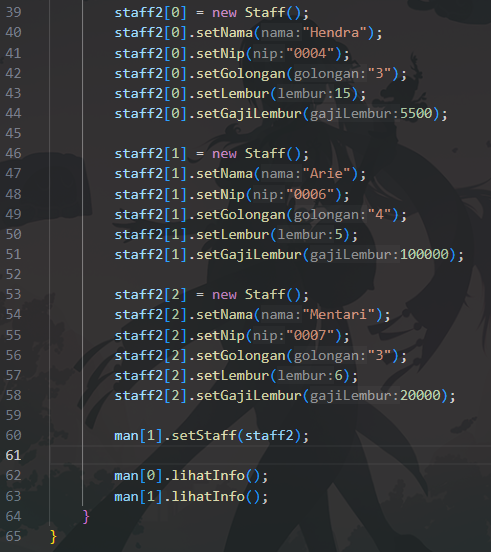 39 staff2[0] = new Staff();
40 staff2[0].setNama(nama:"Hendra");
41 staff2[0].setNip(nip:"0004");
42 staff2[0].setGolongan(golongan:"3");
43 staff2[0].setLembur(lembur:15);
44 staff2[0].setGajiLembur(gajiLembur:5500);
45
46 staff2[1] = new Staff();
47 staff2[1].setNama(nama:"Arie");
48 staff2[1].setNip(nip:"0006");
49 staff2[1].setGolongan(golongan:"4");
50 staff2[1].setLembur(lembur:5);
51 staff2[1].setGajiLembur(gajiLembur:100000);
52
53 staff2[2] = new Staff();
54 staff2[2].setNama(nama:"Mentari");
55 staff2[2].setNip(nip:"0007");
56 staff2[2].setGolongan(golongan:"3");
57 staff2[2].setLembur(lembur:6);
58 staff2[2].setGajiLembur(gajiLembur:20000);
59
60 man[1].setStaff(staff2);
61
62 man[0].lihatInfo();
63 man[1].lihatInfo();
64 }
65 }